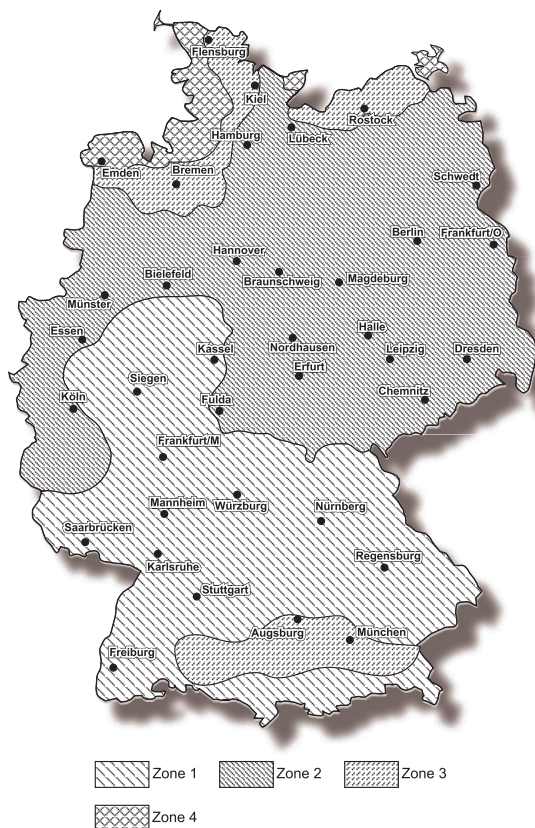 Flensburg
Kiel
Rostock
Hamburg
Lübeck
Emden
Bremen
Schwedt
Berlin
Frankfurt/O.
Hannover
Bielefeld
Braunschweig
Magdeburg
Münster
Essen
Halle
Nordhausen
Kassel
Leipzig
Dresden
Erfurt
Siegen
Chemnitz
Köln
Fulda
Frankfurt/M
Mannheim
Würzburg
Nürnberg
Saarbrücken
Regensburg
Karlsruhe
Stuttgart
Augsburg
München
Freiburg
Zone 1
Zone 2
Zone 3
Zone 4